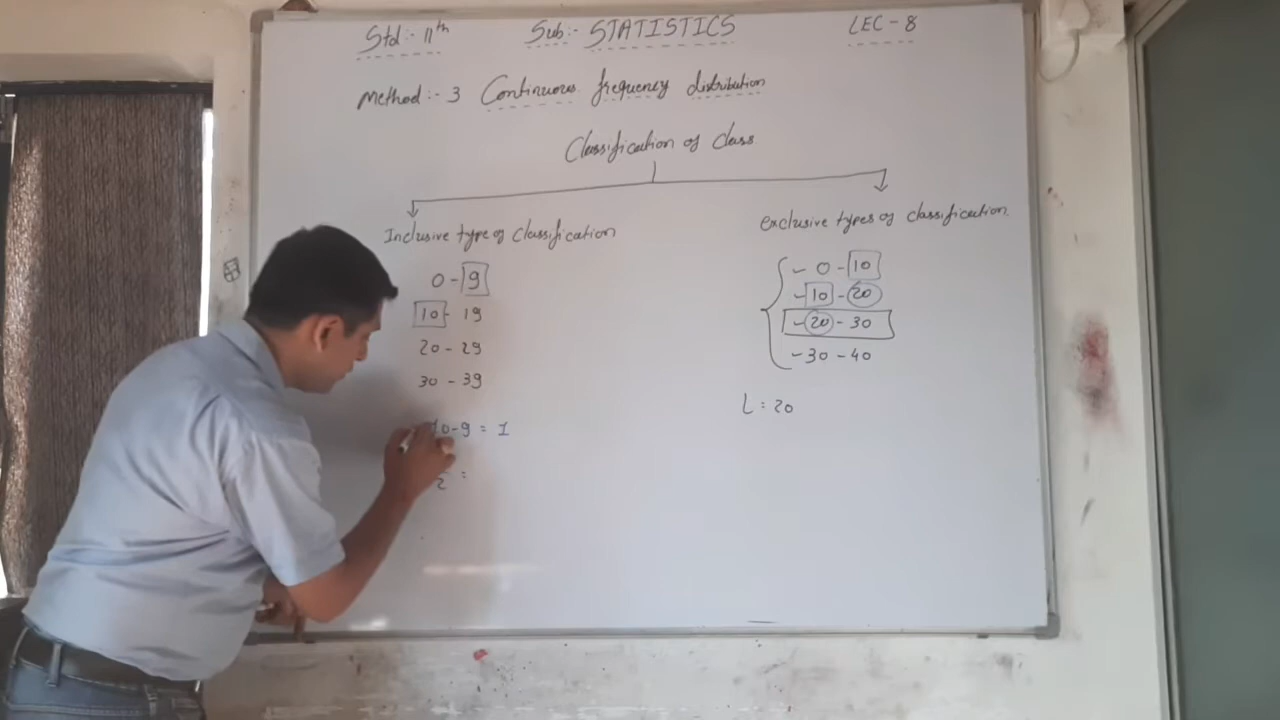 Std:- 11th Sub:- STATISTICS LEC-8
Method:- 3 Continuous frequency distribution
Classification of class
Inclusive type of classification
0 - 9
10 - 19
20 - 29
30 - 39
10-9 = 1
2 =
Exclusive types of classification
- 0 - 10
- 10 - 20
- 20 - 30
- 30 - 40
L = 20